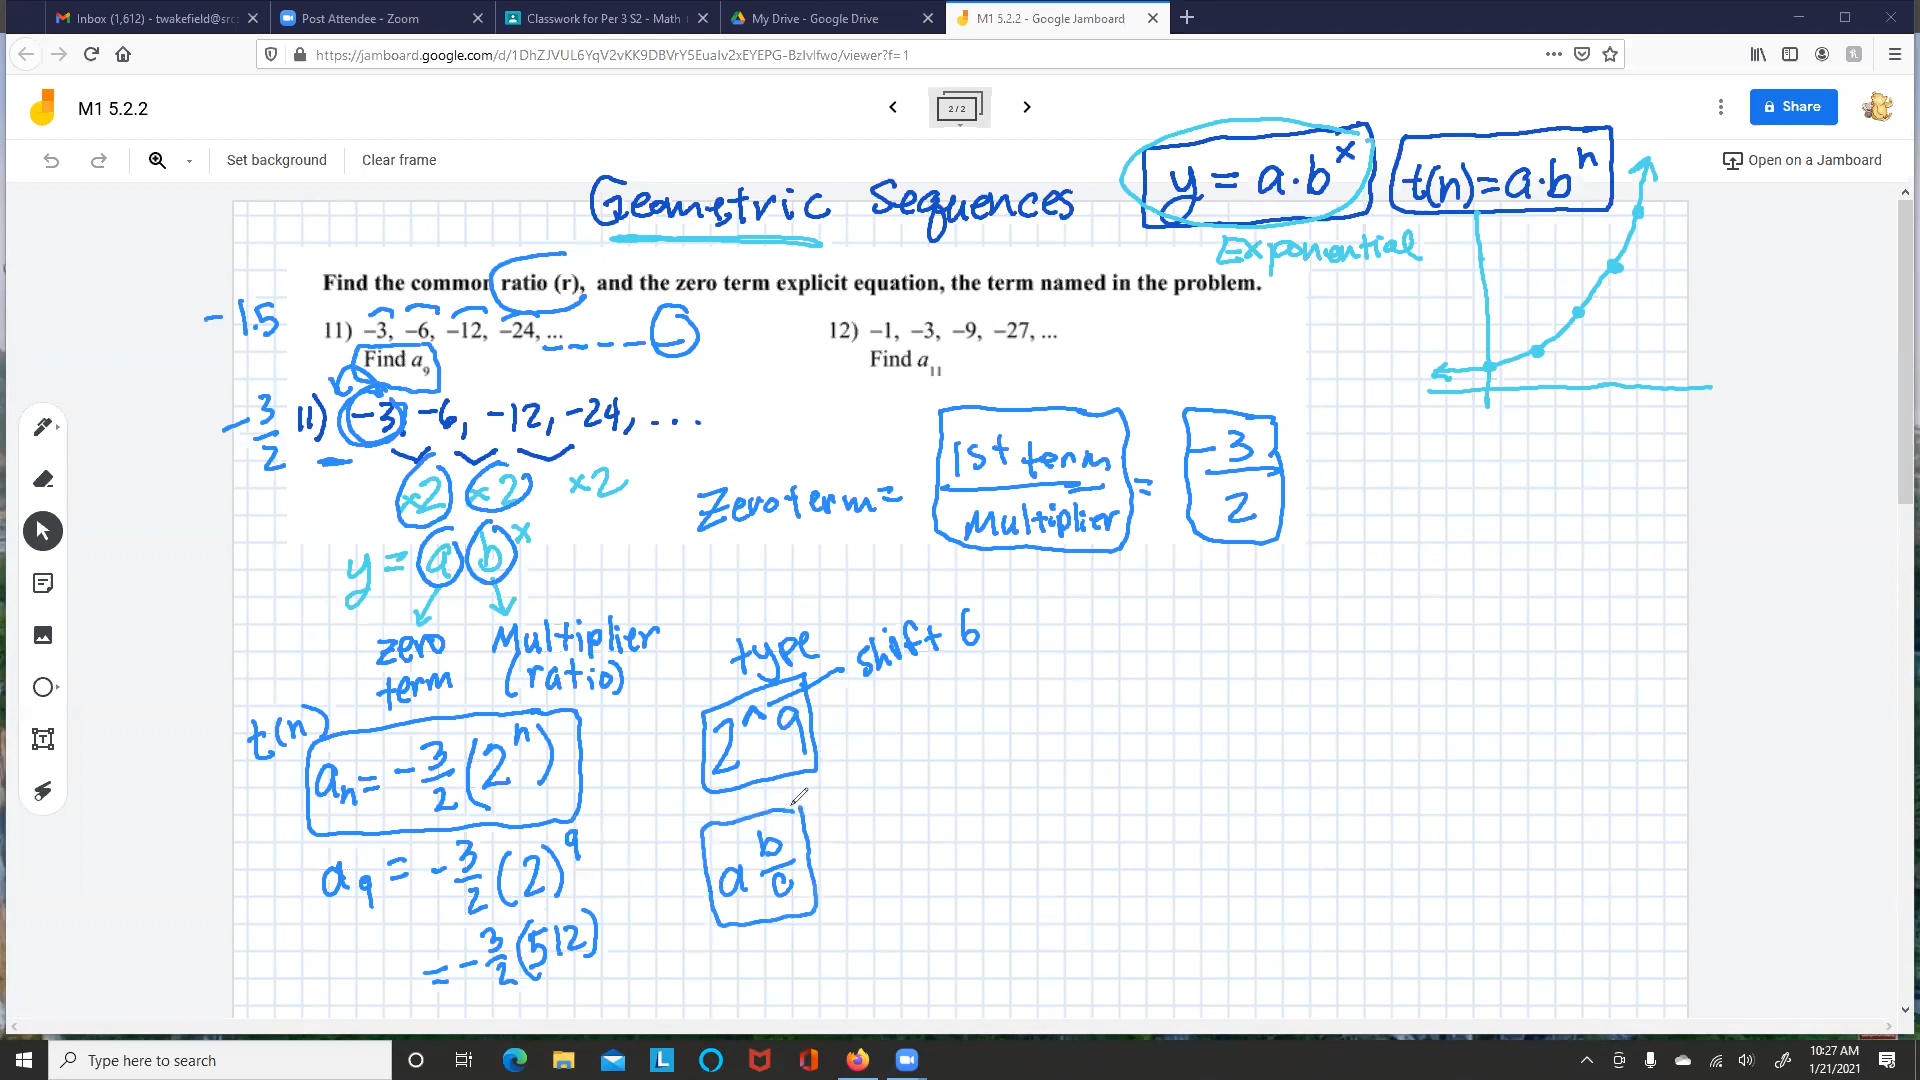 Inbox (1,612) - twakefield@src
Post Attendee - Zoom
Classwork for Per 3 S2 - Math
My Drive - Google Drive
M1 5.2.2 - Google Jamboard
https://jamboard.google.com/d/1DhZJVUL6YqV2vKK9DBVrY5EuaIv2xEYEPG-BzIvlfwo/viewer?f=1
M1 5.2.2
2 / 2
Share
Set background
Clear frame
Open on a Jamboard
Geometric Sequences
y = a·b^x
t(n)=a·b^n
Exponential
Find the common ratio (r), and the zero term explicit equation, the term named in the problem.
-1.5
11) −3, −6, −12, −24, ...
Find a₉
12) −1, −3, −9, −27, ...
Find a₁₁
-3/2
11) -3, -6, -12, -24, ...
×2 ×2 ×2
Zero term = 1st term / Multiplier = -3/2
y = a b^x
zero term
Multiplier (ratio)
type
shift 6
2^9
t(n)
aₙ = -3/2 (2^n)
a b/c
a₉ = -3/2 (2)^9
= -3/2 (512)
Type here to search
10:27 AM
1/21/2021